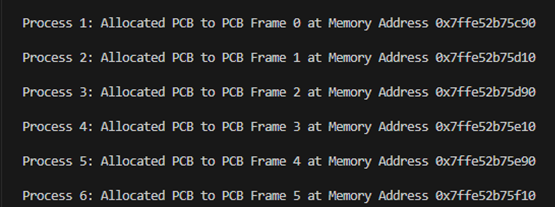 Process 1: Allocated PCB to PCB Frame 0 at Memory Address 0x7ffe52b75c90
Process 2: Allocated PCB to PCB Frame 1 at Memory Address 0x7ffe52b75d10
Process 3: Allocated PCB to PCB Frame 2 at Memory Address 0x7ffe52b75d90
Process 4: Allocated PCB to PCB Frame 3 at Memory Address 0x7ffe52b75e10
Process 5: Allocated PCB to PCB Frame 4 at Memory Address 0x7ffe52b75e90
Process 6: Allocated PCB to PCB Frame 5 at Memory Address 0x7ffe52b75f10